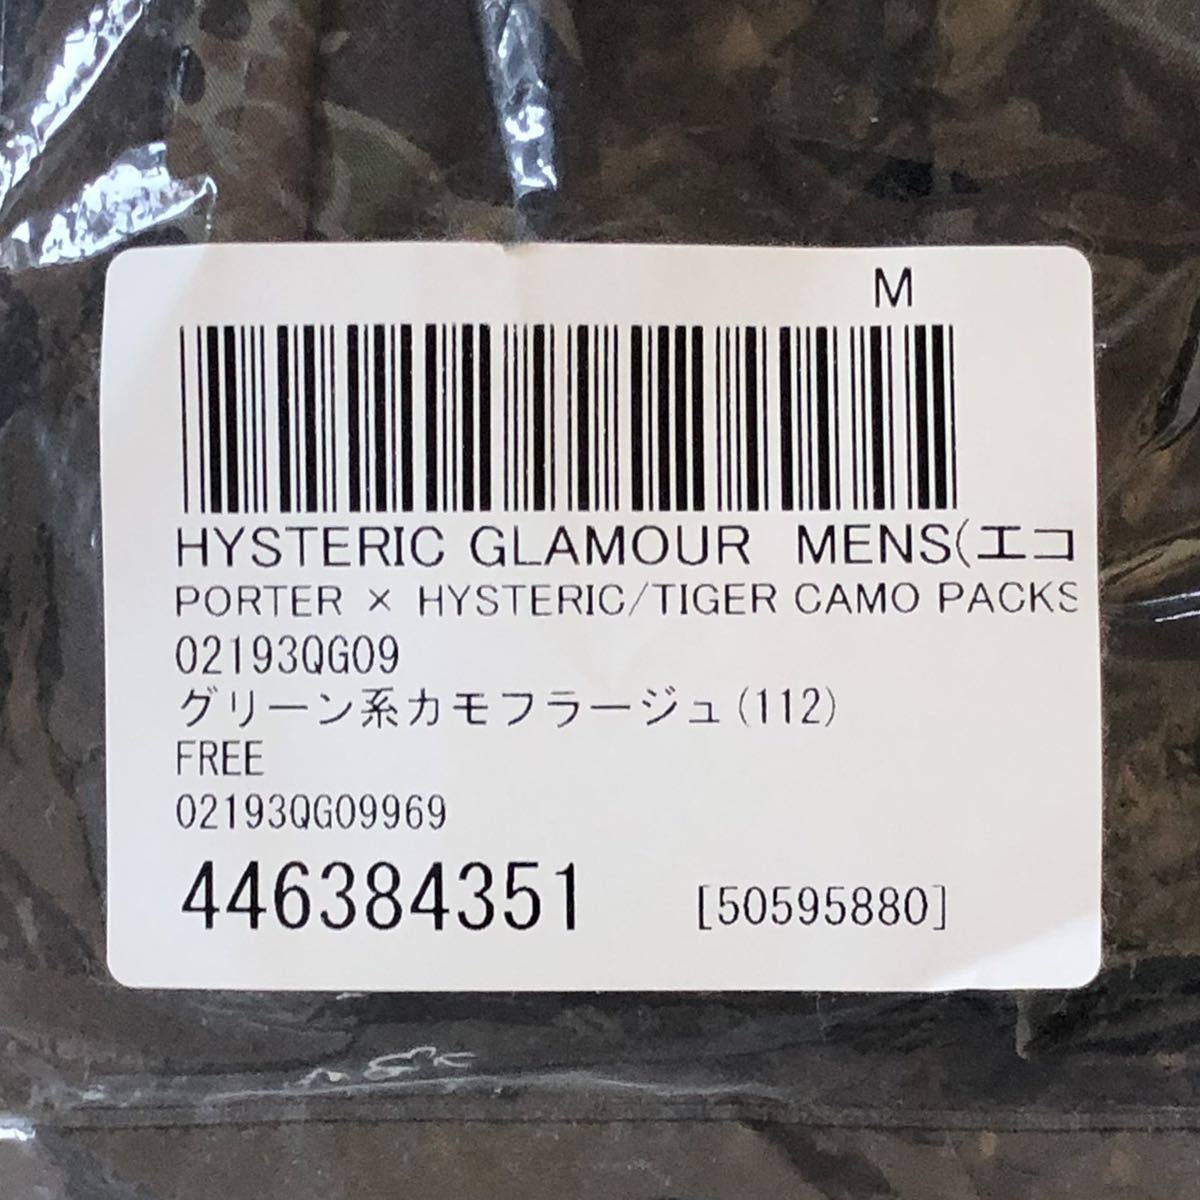 M
HYSTERIC GLAMOUR MENS(エコ
PORTER × HYSTERIC/TIGER CAMO PACKS
02193QG09
グリーン系カモフラージュ(112)
FREE
02193QG09969
446384351 [50595880]